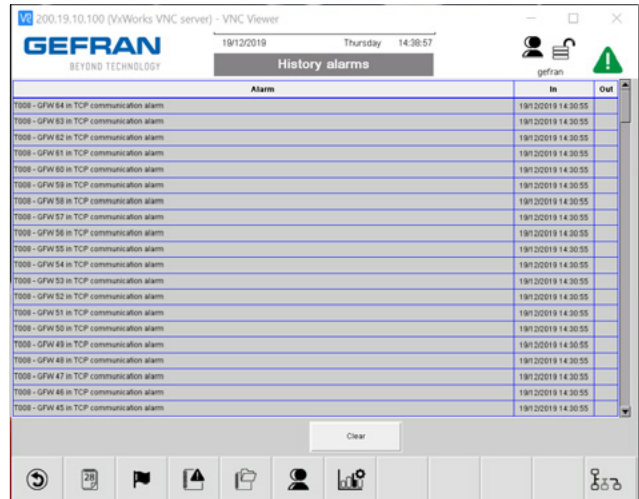 200.19.10.100 (VxWorks VNC server) - VNC Viewer
GEFRAN
BEYOND TECHNOLOGY
19/12/2019 Thursday 14:38:57
History alarms
gefran
Alarm In Out
T008 - GFW 64 in TCP communication alarm 19/12/2019 14:30:55
T008 - GFW 63 in TCP communication alarm 19/12/2019 14:30:55
T008 - GFW 62 in TCP communication alarm 19/12/2019 14:30:55
T008 - GFW 61 in TCP communication alarm 19/12/2019 14:30:55
T008 - GFW 60 in TCP communication alarm 19/12/2019 14:30:55
T008 - GFW 59 in TCP communication alarm 19/12/2019 14:30:55
T008 - GFW 58 in TCP communication alarm 19/12/2019 14:30:55
T008 - GFW 57 in TCP communication alarm 19/12/2019 14:30:55
T008 - GFW 56 in TCP communication alarm 19/12/2019 14:30:55
T008 - GFW 55 in TCP communication alarm 19/12/2019 14:30:55
T008 - GFW 54 in TCP communication alarm 19/12/2019 14:30:55
T008 - GFW 53 in TCP communication alarm 19/12/2019 14:30:55
T008 - GFW 52 in TCP communication alarm 19/12/2019 14:30:55
T008 - GFW 51 in TCP communication alarm 19/12/2019 14:30:55
T008 - GFW 50 in TCP communication alarm 19/12/2019 14:30:55
T008 - GFW 49 in TCP communication alarm 19/12/2019 14:30:55
T008 - GFW 48 in TCP communication alarm 19/12/2019 14:30:55
T008 - GFW 47 in TCP communication alarm 19/12/2019 14:30:55
T008 - GFW 46 in TCP communication alarm 19/12/2019 14:30:55
T008 - GFW 45 in TCP communication alarm 19/12/2019 14:30:55
Clear
28